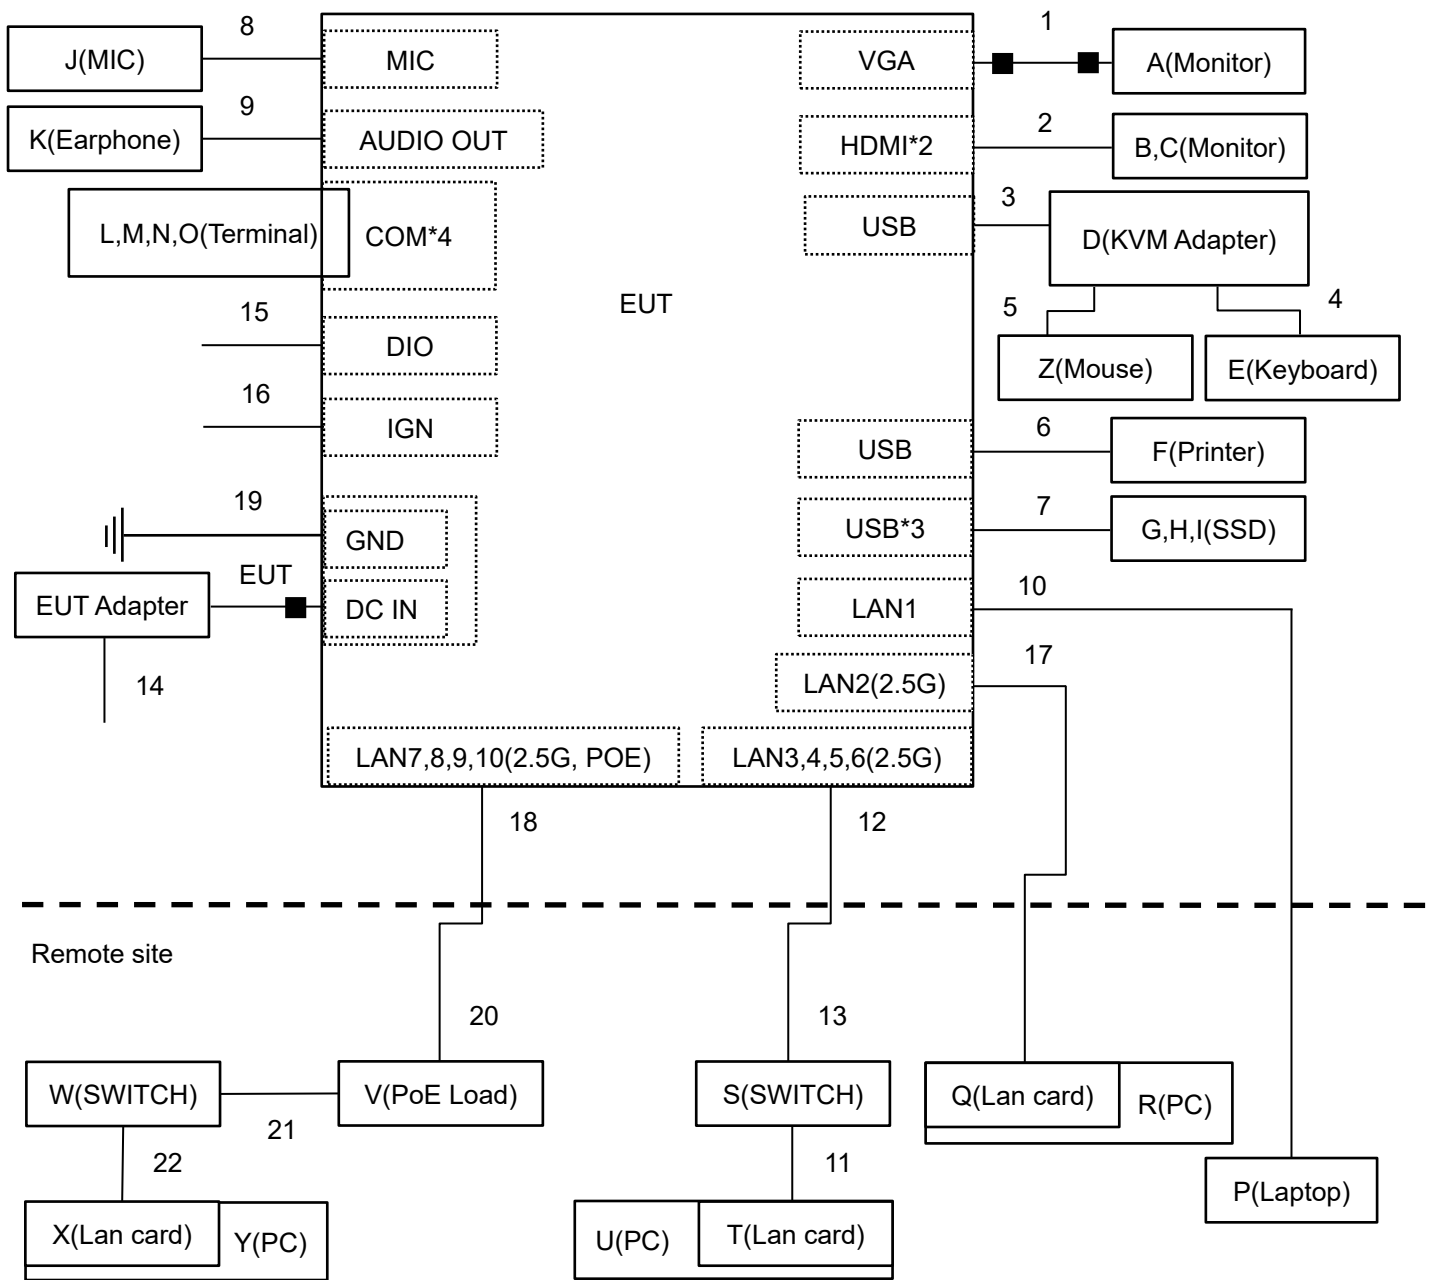 8
1
J(MIC)
MIC
VGA
A(Monitor)
9
2
K(Earphone)
AUDIO OUT
HDMI*2
B,C(Monitor)
3
L,M,N,O(Terminal)
COM*4
USB
D(KVM Adapter)
EUT
15
5
4
DIO
Z(Mouse)
E(Keyboard)
16
IGN
6
USB
F(Printer)
19
7
GND
USB*3
G,H,I(SSD)
EUT
10
EUT Adapter
DC IN
LAN1
17
14
LAN2(2.5G)
LAN7,8,9,10(2.5G, POE)
LAN3,4,5,6(2.5G)
18
12
Remote site
20
13
W(SWITCH)
V(PoE Load)
S(SWITCH)
Q(Lan card)
R(PC)
21
22
11
P(Laptop)
X(Lan card)
Y(PC)
U(PC)
T(Lan card)